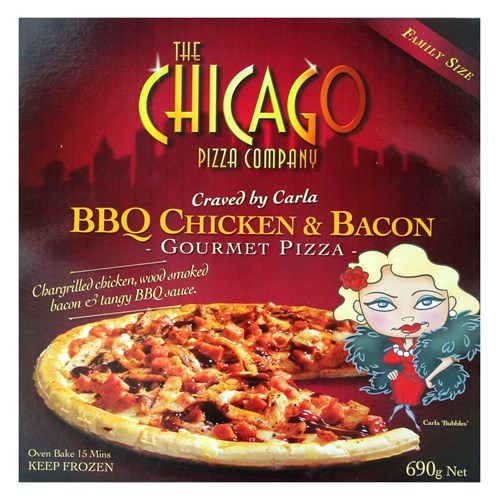 FAMILY SIZE
THE
CHICAGO
PIZZA COMPANY
Craved by Carla
BBQ CHICKEN & BACON
- GOURMET PIZZA -
Chargrilled chicken, wood smoked
bacon & tangy BBQ sauce.
Carla 'Bubbles'
Oven Bake 15 Mins
KEEP FROZEN
690g Net